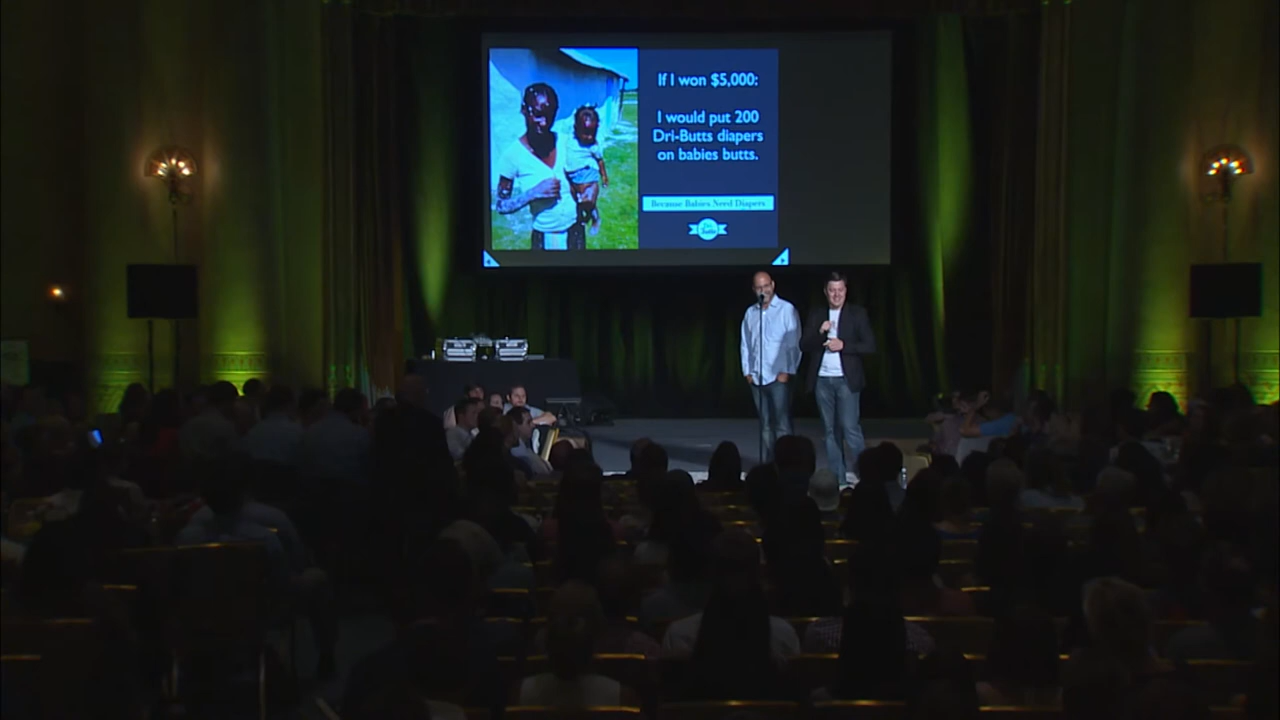 If I won $5,000:
I would put 200
Dri-Butts diapers
on babies butts.
Because Babies Need Diapers